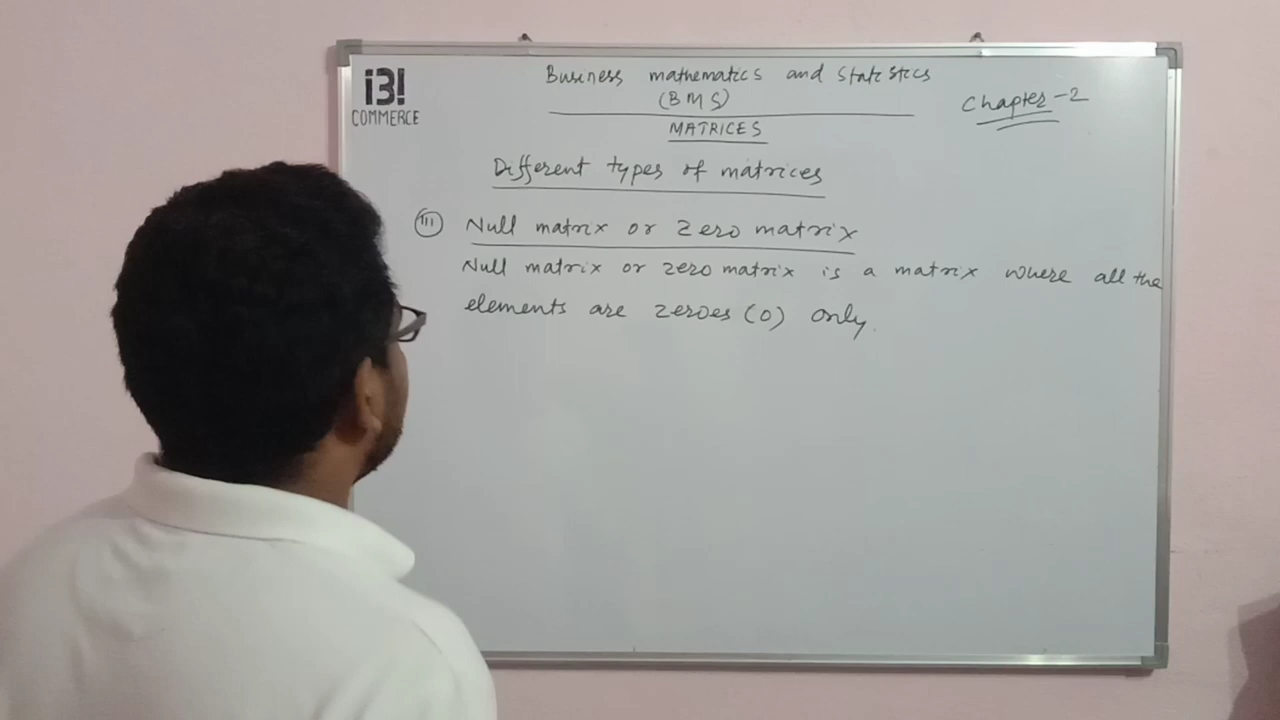 i3!
COMMERCE
Business mathematics and statistics
(BMS)
Chapter-2
MATRICES
Different types of matrices
III Null matrix or Zero matrix
Null matrix or zero matrix is a matrix where all the
elements are zeroes (0) only.